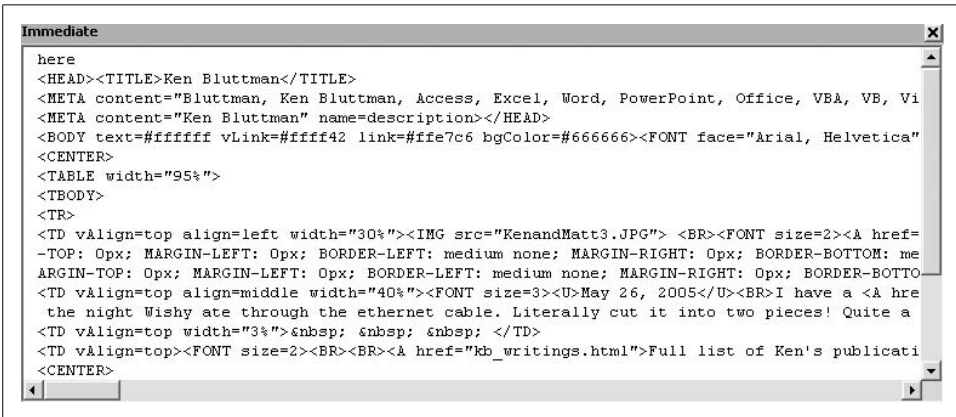 Immediate
here
<HEAD><TITLE>Ken Bluttman</TITLE>
<META content="Bluttman, Ken Bluttman, Access, Excel, Word, PowerPoint, Office, VBA, VB, Vi
<META content="Ken Bluttman" name=description></HEAD>
<BODY text=#ffffff vLink=#ffff42 link=#ffe7c6 bgColor=#666666><FONT face="Arial, Helvetica"
<CENTER>
<TABLE width="95%">
<TBODY>
<TR>
<TD vAlign=top align=left width="30%"><IMG src="KenandMatt3.JPG"> <BR><FONT size=2><A href=
-TOP: 0px; MARGIN-LEFT: 0px; BORDER-LEFT: medium none; MARGIN-RIGHT: 0px; BORDER-BOTTOM: me
ARGIN-TOP: 0px; MARGIN-LEFT: 0px; BORDER-LEFT: medium none; MARGIN-RIGHT: 0px; BORDER-BOTTO
<TD vAlign=top align=middle width="40%"><FONT size=3><U>May 26, 2005</U><BR>I have a <A hre
the night Wishy ate through the ethernet cable. Literally cut it into two pieces! Quite a
<TD vAlign=top width="3%">&nbsp; &nbsp; &nbsp; </TD>
<TD vAlign=top><FONT size=2><BR><BR><A href="kb_writings.html">Full list of Ken's publicati
<CENTER>